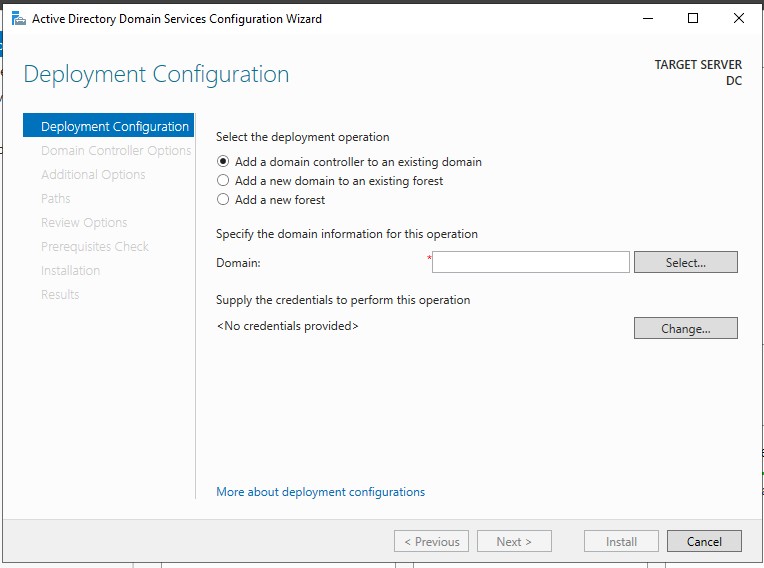 Active Directory Domain Services Configuration Wizard
Deployment Configuration
TARGET SERVER
DC
Deployment Configuration
Domain Controller Options
Additional Options
Paths
Review Options
Prerequisites Check
Installation
Results
Select the deployment operation
Add a domain controller to an existing domain
Add a new domain to an existing forest
Add a new forest
Specify the domain information for this operation
Domain:
*
Select...
Supply the credentials to perform this operation
<No credentials provided>
Change...
More about deployment configurations
< Previous
Next >
Install
Cancel